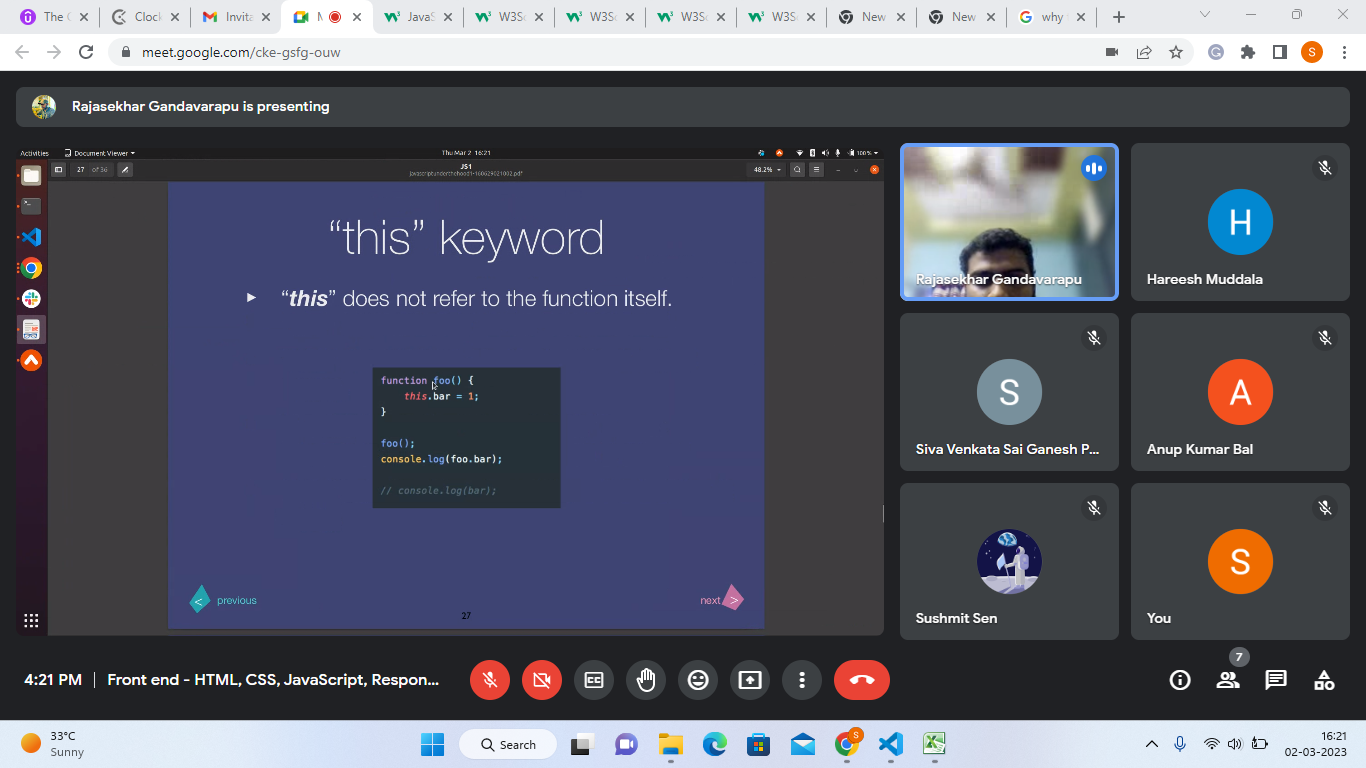 The C
Clock
Invita
M
JavaS
W3Sc
W3Sc
W3Sc
W3Sc
New
New
why
meet.google.com/cke-gsfg-ouw
S
Rajasekhar Gandavarapu is presenting
Activities
Document Viewer
Thu Mar 2 16:21
100 %
27 of 36
JS1
javascriptunderthehood1-160629021002.pdf
48.2%
“this” keyword
“this” does not refer to the function itself.
function foo() {
this.bar = 1;
}
foo();
console.log(foo.bar);
// console.log(bar);
< previous
next >
27
Rajasekhar Gandavarapu
H
Hareesh Muddala
S
Siva Venkata Sai Ganesh P...
A
Anup Kumar Bal
Sushmit Sen
S
You
4:21 PM | Front end - HTML, CSS, JavaScript, Respon...
7
33°C
Sunny
Search
S
16:21
02-03-2023